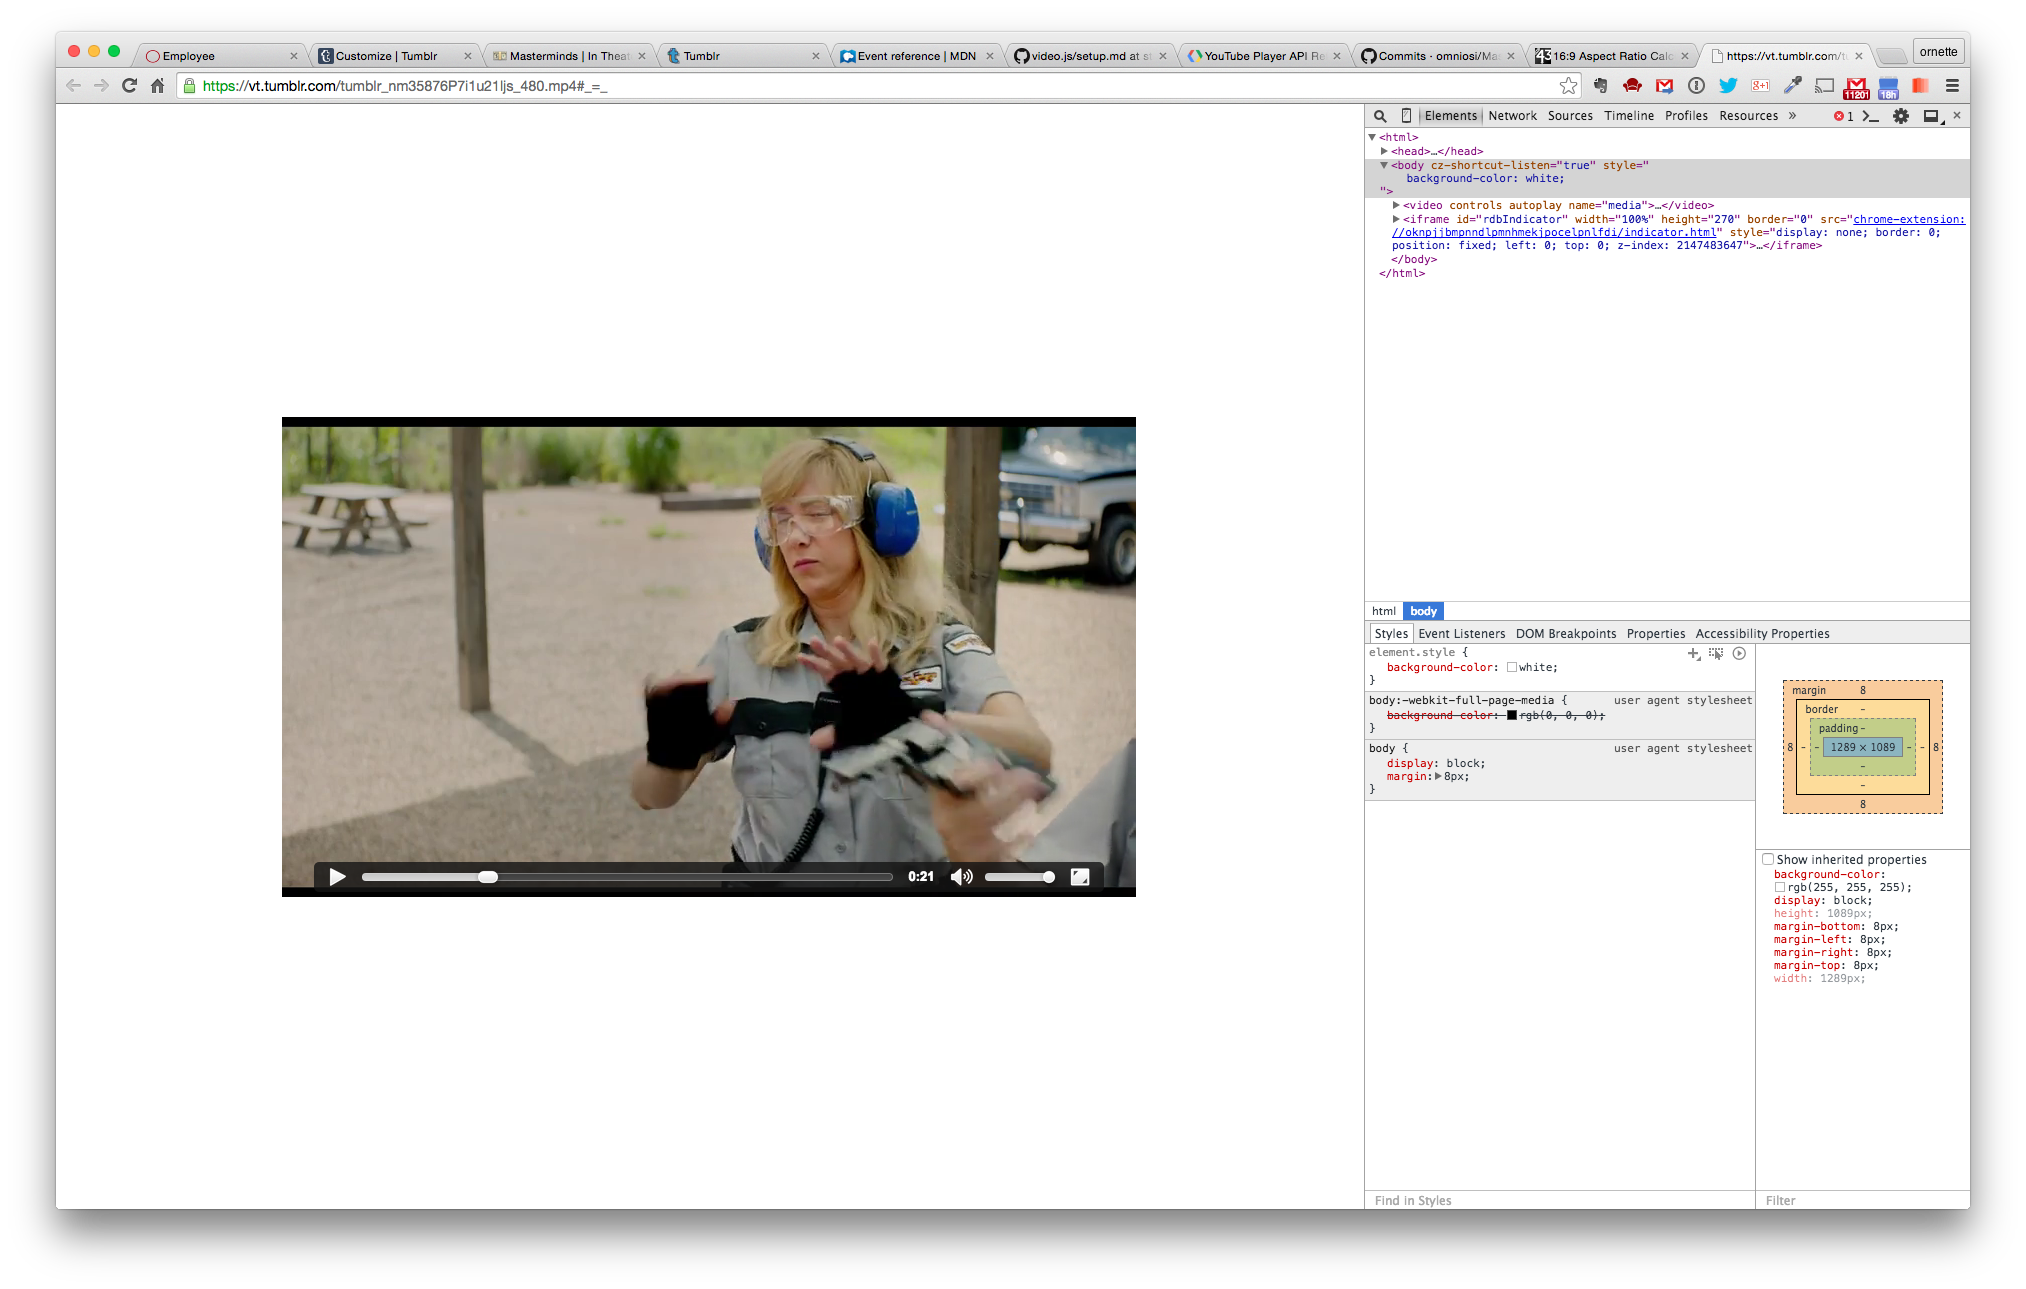 Employee
Customize | Tumblr
Masterminds | In Theat
Tumblr
Event reference | MDN
video.js/setup.md at st
YouTube Player API Re
Commits · omniosi/Mas
16:9 Aspect Ratio Calc
https://vt.tumblr.com/tu
ornette
https://vt.tumblr.com/tumblr_nm35876P7i1u21ljs_480.mp4#_=_
11201
18h
Elements Network Sources Timeline Profiles Resources » 1
<html>
<head>…</head>
<body cz-shortcut-listen="true" style="
background-color: white;
">
<video controls autoplay name="media">…</video>
<iframe id="rdbIndicator" width="100%" height="270" border="0" src="chrome-extension:
//oknpjjbmpnndlpmnhmekjpocelpnlfdi/indicator.html" style="display: none; border: 0;
position: fixed; left: 0; top: 0; z-index: 2147483647">…</iframe>
</body>
</html>
0:21
html body
Styles Event Listeners DOM Breakpoints Properties Accessibility Properties
element.style {
background-color: white;
}
body:-webkit-full-page-media { user agent stylesheet
background-color: rgb(0, 0, 0);
}
body { user agent stylesheet
display: block;
margin: 8px;
}
margin 8
border -
padding -
8 - - 1289 × 1089 - - 8
-
-
8
Show inherited properties
background-color:
rgb(255, 255, 255);
display: block;
height: 1089px;
margin-bottom: 8px;
margin-left: 8px;
margin-right: 8px;
margin-top: 8px;
width: 1289px;
Find in Styles
Filter